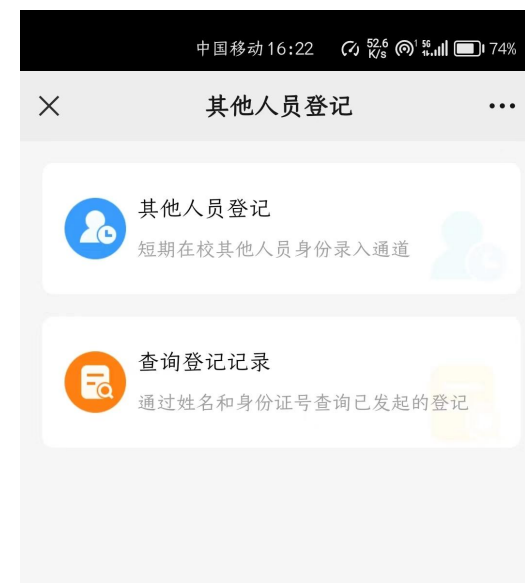 中国移动16:22 52.6 K/s 5G 74%
其他人员登记
其他人员登记
短期在校其他人员身份录入通道
查询登记记录
通过姓名和身份证号查询已发起的登记